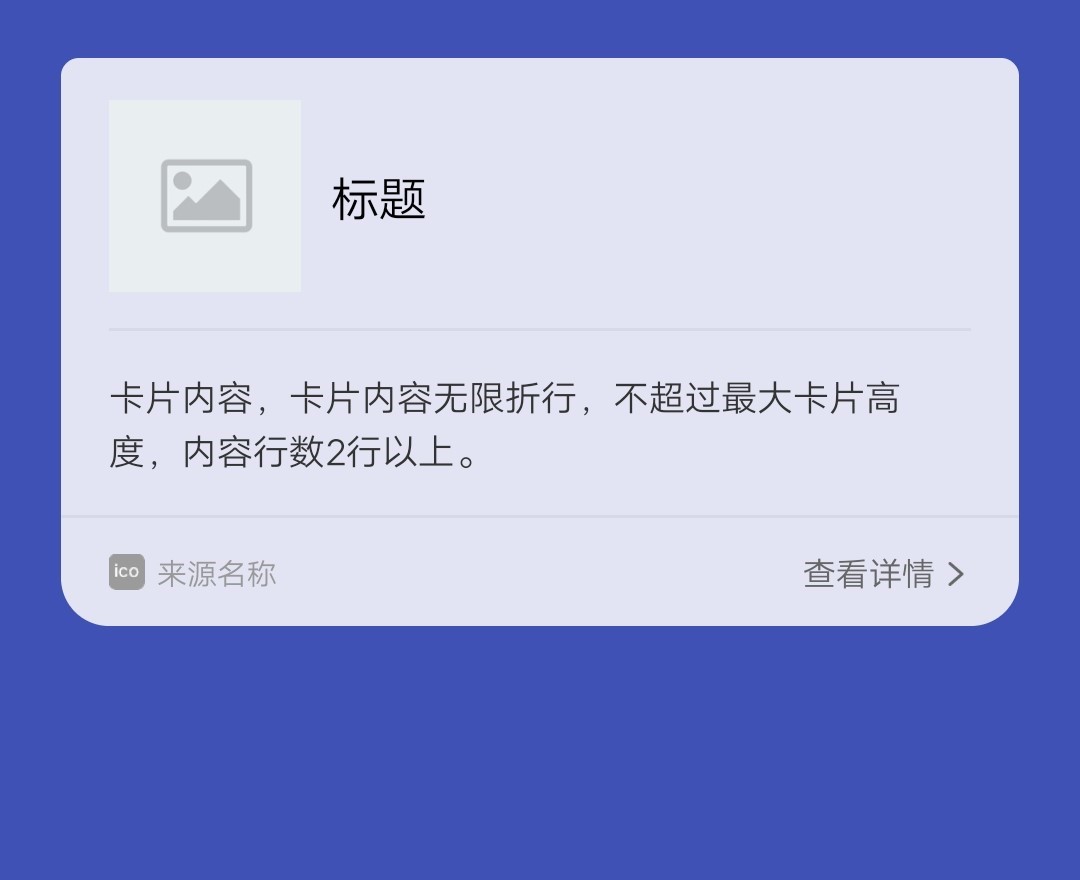 标题
卡片内容，卡片内容无限折行，不超过最大卡片高
度，内容行数2行以上。
ico 来源名称
查看详情